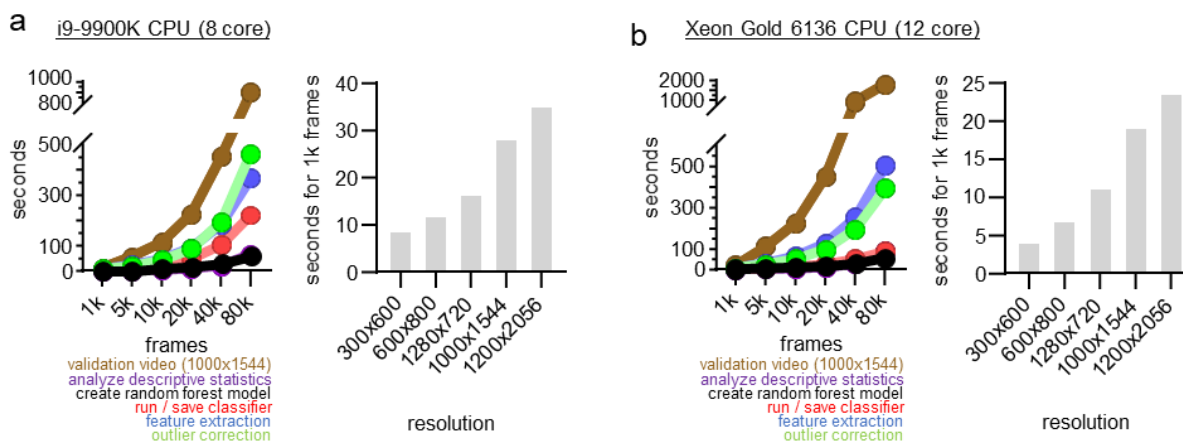 a
i9-9900K CPU (8 core)
1000
800
500
300
100
0
seconds
1k
5k
10k
20k
40k
80k
frames
validation video (1000x1544)
analyze descriptive statistics
create random forest model
run / save classifier
feature extraction
outlier correction
40
30
20
10
0
seconds for 1k frames
300x600
600x800
1280x720
1000x1544
1200x2056
resolution
b
Xeon Gold 6136 CPU (12 core)
2000
1000
500
300
100
0
seconds
1k
5k
10k
20k
40k
80k
frames
validation video (1000x1544)
analyze descriptive statistics
create random forest model
run / save classifier
feature extraction
outlier correction
25
20
15
10
5
0
seconds for 1k frames
300x600
600x800
1280x720
1000x1544
1200x2056
resolution